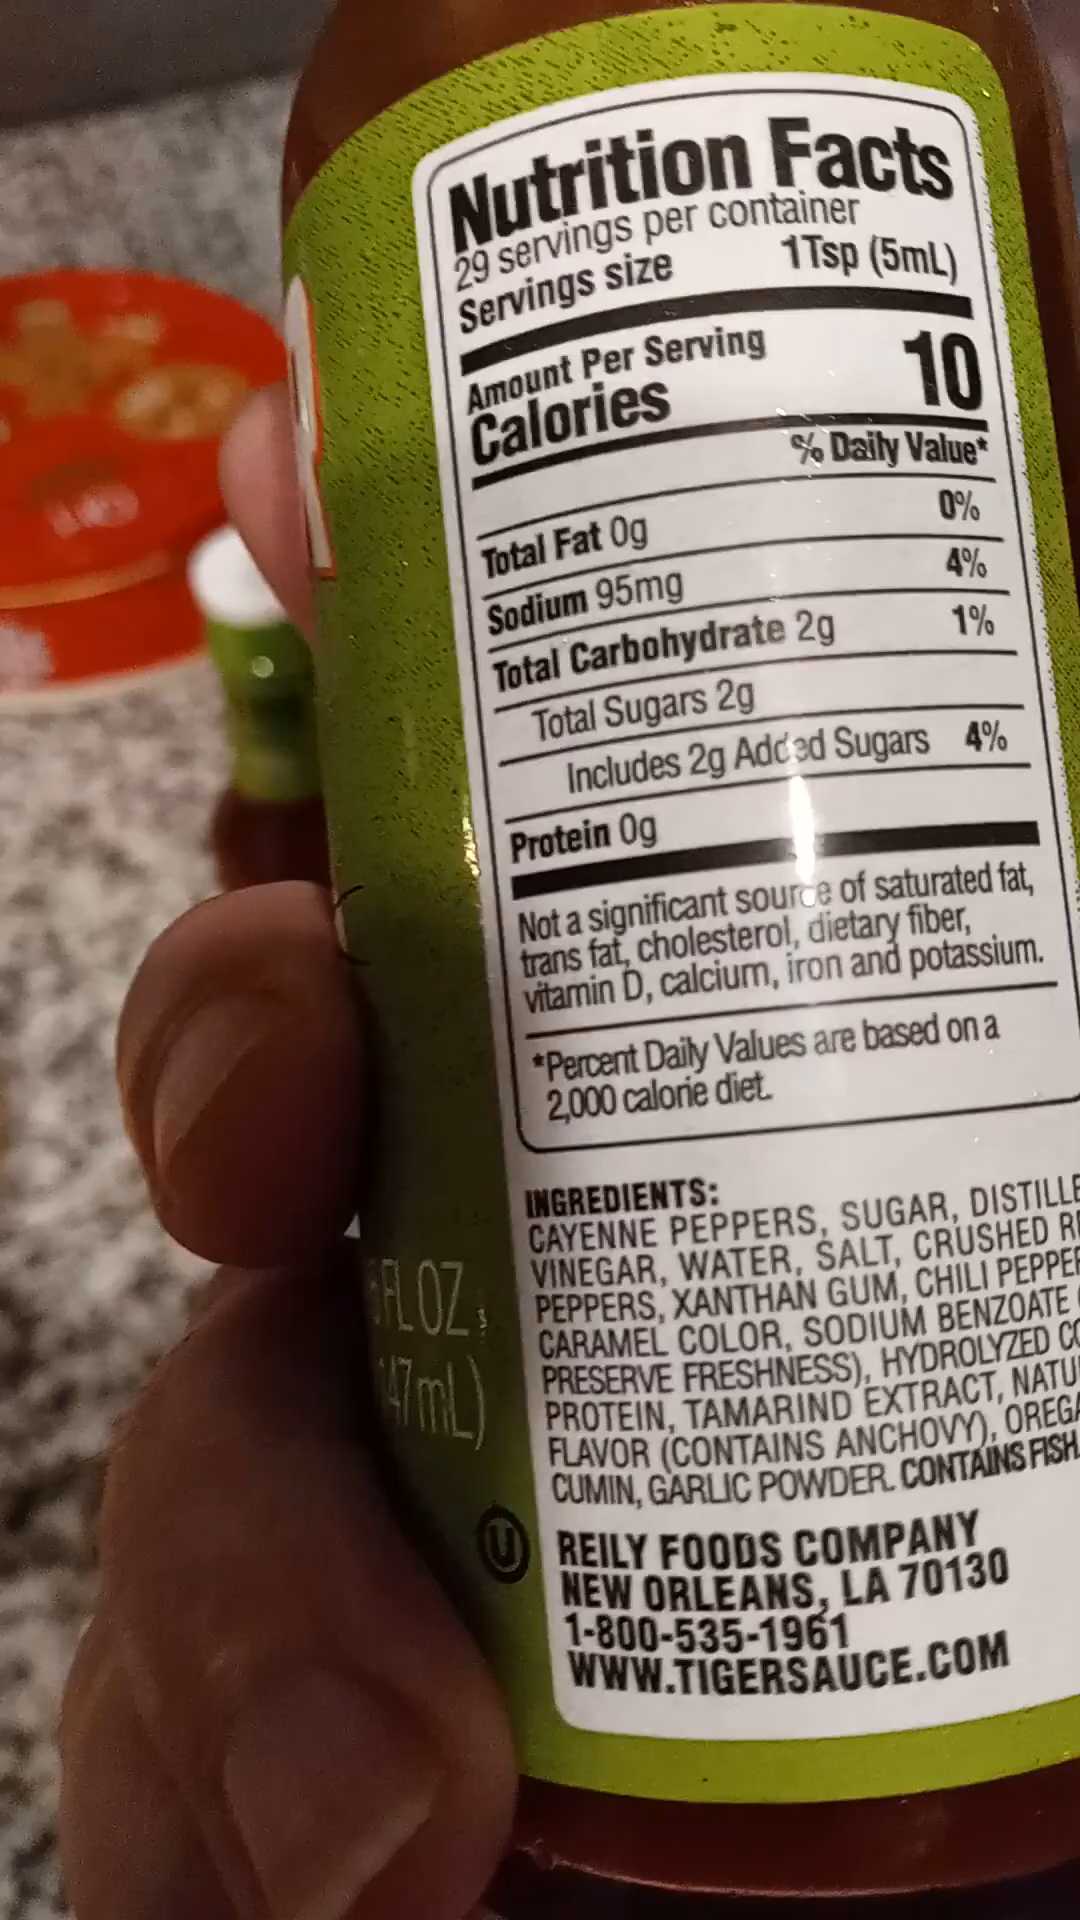 Nutrition Facts
29 servings per container
Servings size 1Tsp (5mL)
Amount Per Serving
Calories 10
% Daily Value*
Total Fat 0g 0%
Sodium 95mg 4%
Total Carbohydrate 2g 1%
Total Sugars 2g
Includes 2g Added Sugars 4%
Protein 0g
Not a significant source of saturated fat,
trans fat, cholesterol, dietary fiber,
vitamin D, calcium, iron and potassium.
*Percent Daily Values are based on a
2,000 calorie diet.
INGREDIENTS:
CAYENNE PEPPERS, SUGAR,
VINEGAR, WATER, SALT, CRUSHED
PEPPERS, XANTHAN GUM, CHILI
CARAMEL COLOR, SODIUM BENZOATE
PRESERVE FRESHNESS), HYDROLYZED
PROTEIN, TAMARIND EXTRACT,
FLAVOR (CONTAINS ANCHOVY),
CUMIN, GARLIC POWDER. CONTAINS FISH
FL OZ
mL)
U
REILY FOODS COMPANY
NEW ORLEANS, LA 70130
1-800-535-1961
WWW.TIGERSAUCE.COM